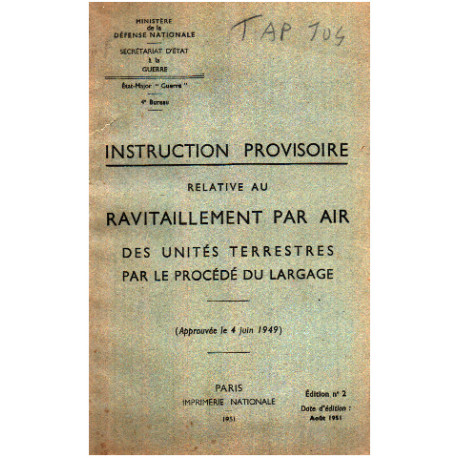 MINISTÈRE
de la
DÉFENSE NATIONALE
SECRÉTARIAT D'ÉTAT
à la
GUERRE
État-Major "Guerre"
4e Bureau
TAP 104
INSTRUCTION PROVISOIRE
RELATIVE AU
RAVITAILLEMENT PAR AIR
DES UNITÉS TERRESTRES
PAR LE PROCÉDÉ DU LARGAGE
(Approuvée le 4 juin 1949)
PARIS
IMPRIMERIE NATIONALE
1951
Édition n° 2
Date d'édition :
Août 1951